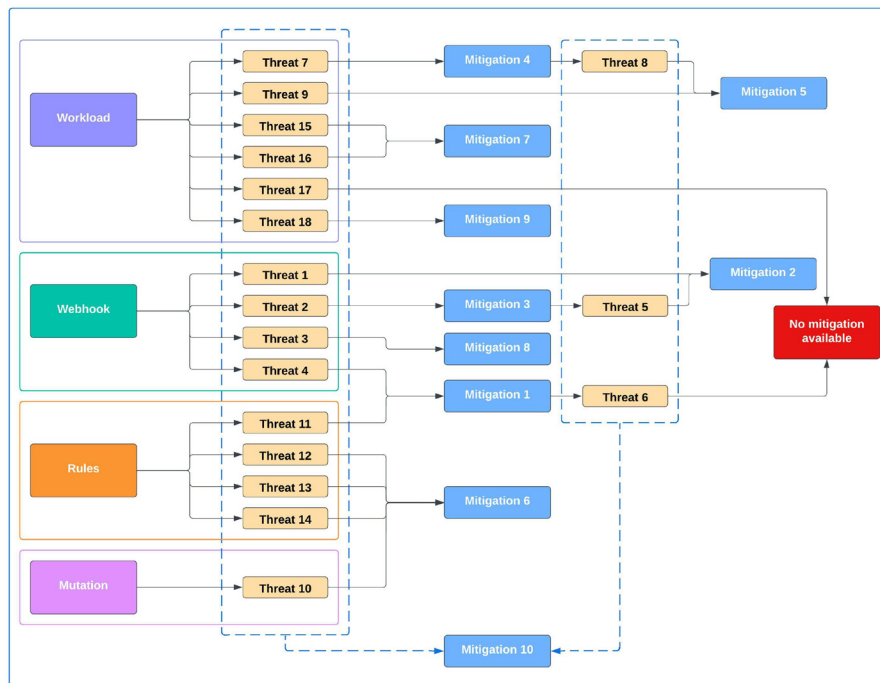 Threat 7
Mitigation 4
Threat 8
Threat 9
Mitigation 5
Workload
Threat 15
Mitigation 7
Threat 16
Threat 17
Threat 18
Mitigation 9
Threat 1
Mitigation 2
Webhook
Threat 2
Mitigation 3
Threat 5
Threat 3
Mitigation 8
No mitigation
available
Threat 4
Mitigation 1
Threat 6
Threat 11
Rules
Threat 12
Threat 13
Mitigation 6
Threat 14
Mutation
Threat 10
Mitigation 10